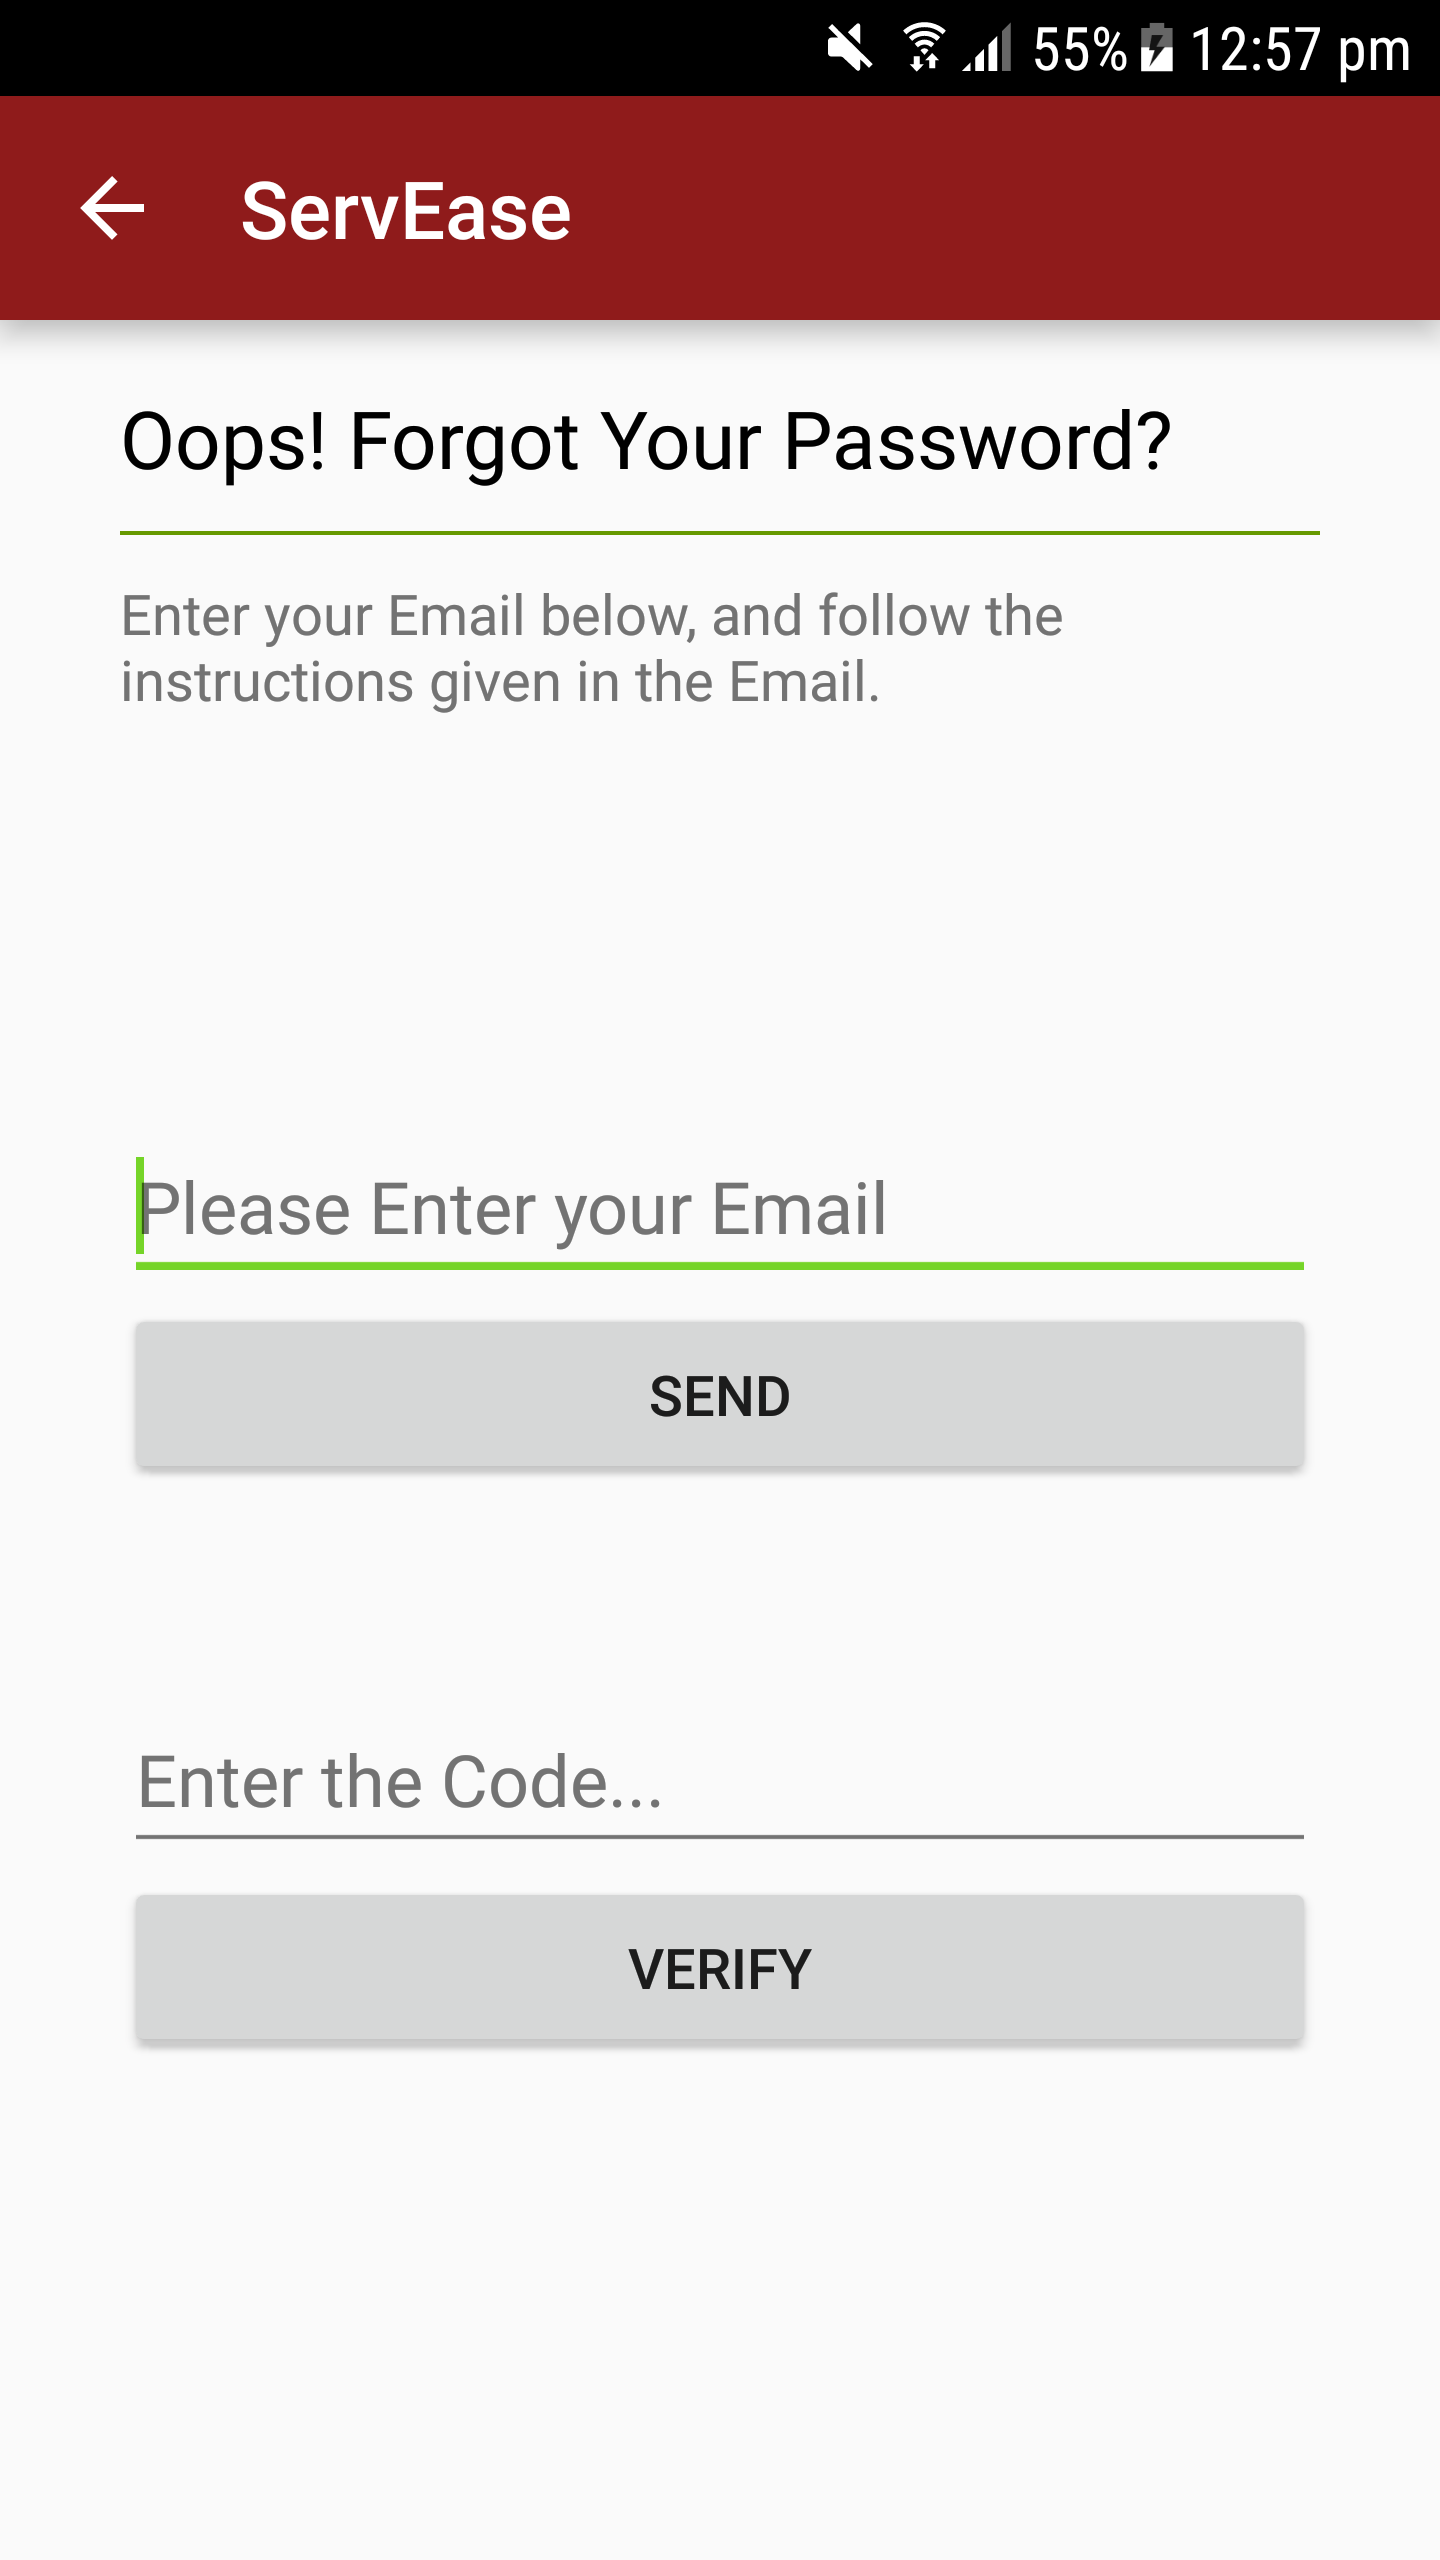 55% 12:57 pm
ServEase
Oops! Forgot Your Password?
Enter your Email below, and follow the
instructions given in the Email.
Please Enter your Email
SEND
Enter the Code...
VERIFY